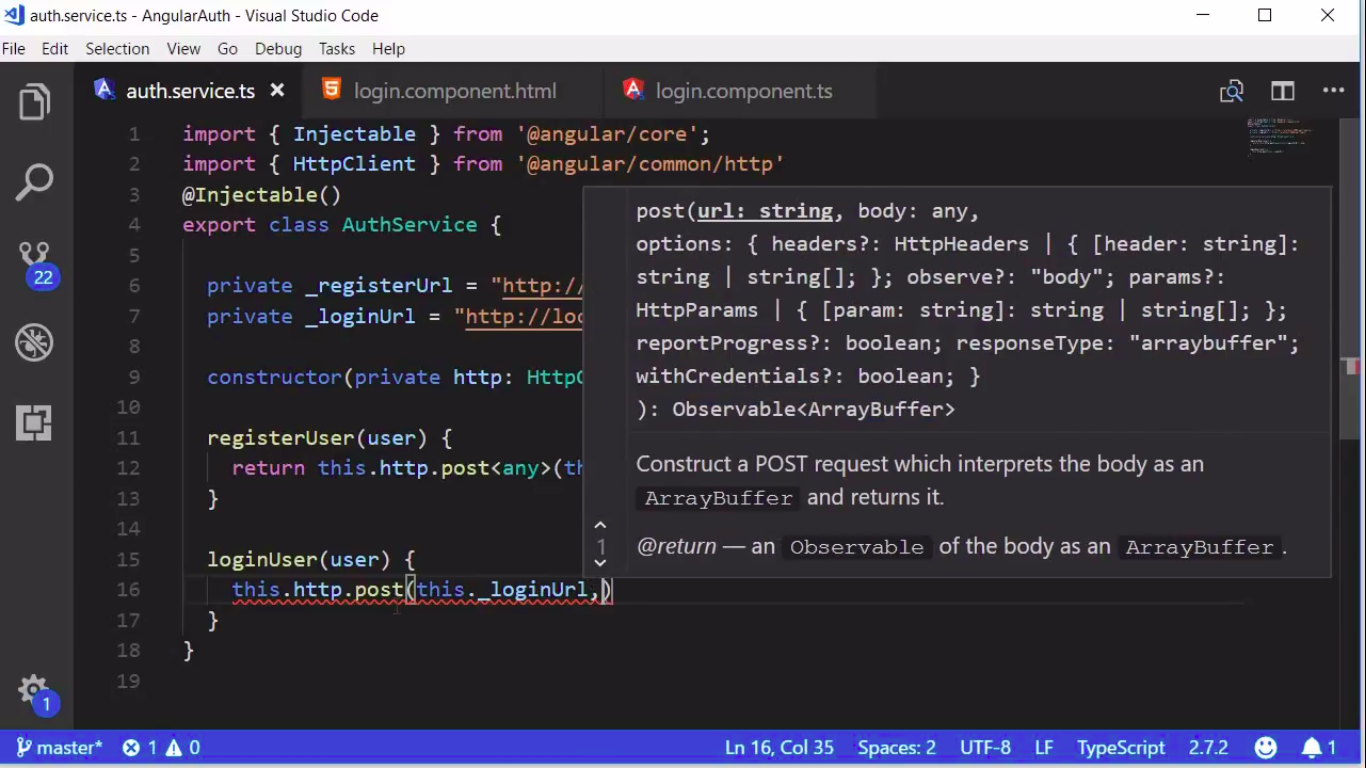 auth.service.ts - AngularAuth - Visual Studio Code
File Edit Selection View Go Debug Tasks Help
auth.service.ts login.component.html login.component.ts
1 import { Injectable } from '@angular/core';
2 import { HttpClient } from '@angular/common/http'
3 @Injectable()
4 export class AuthService {
5
6 private _registerUrl = "http:/
7 private _loginUrl = "http://loc
8
9 constructor(private http: HttpC
10
11 registerUser(user) {
12 return this.http.post<any>(th
13 }
14
15 loginUser(user) {
16 this.http.post(this._loginUrl,)
17 }
18 }
19
post(url: string, body: any,
options: { headers?: HttpHeaders | { [header: string]:
string | string[]; }; observe?: "body"; params?:
HttpParams | { [param: string]: string | string[]; };
reportProgress?: boolean; responseType: "arraybuffer";
withCredentials?: boolean; }
): Observable<ArrayBuffer>
Construct a POST request which interprets the body as an
ArrayBuffer and returns it.
1
@return — an Observable of the body as an ArrayBuffer.
22
1
master* 1 0 Ln 16, Col 35 Spaces: 2 UTF-8 LF TypeScript 2.7.2 1